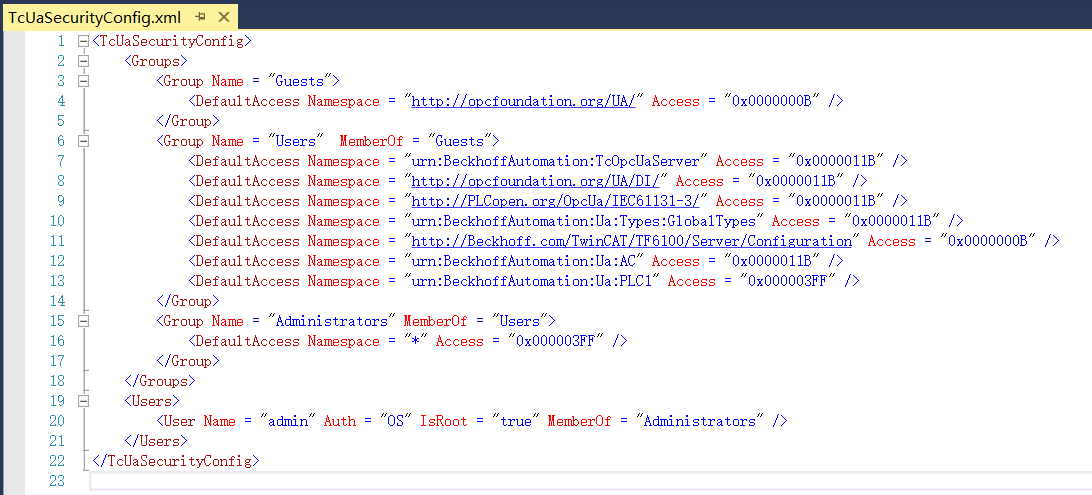 TcUaSecurityConfig.xml
1 <TcUaSecurityConfig>
2 <Groups>
3 <Group Name = "Guests">
4 <DefaultAccess Namespace = "http://opcfoundation.org/UA/" Access = "0x0000000B" />
5 </Group>
6 <Group Name = "Users"  MemberOf = "Guests">
7 <DefaultAccess Namespace = "urn:BeckhoffAutomation:TcOpcUaServer" Access = "0x0000011B" />
8 <DefaultAccess Namespace = "http://opcfoundation.org/UA/DI/" Access = "0x0000011B" />
9 <DefaultAccess Namespace = "http://PLCopen.org/OpcUa/IEC61131-3/" Access = "0x0000011B" />
10 <DefaultAccess Namespace = "urn:BeckhoffAutomation:Ua:Types:GlobalTypes" Access = "0x0000011B" />
11 <DefaultAccess Namespace = "http://Beckhoff.com/TwinCAT/TF6100/Server/Configuration" Access = "0x0000000B" />
12 <DefaultAccess Namespace = "urn:BeckhoffAutomation:Ua:AC" Access = "0x0000011B" />
13 <DefaultAccess Namespace = "urn:BeckhoffAutomation:Ua:PLC1" Access = "0x000003FF" />
14 </Group>
15 <Group Name = "Administrators" MemberOf = "Users">
16 <DefaultAccess Namespace = "*" Access = "0x000003FF" />
17 </Group>
18 </Groups>
19 <Users>
20 <User Name = "admin" Auth = "OS" IsRoot = "true" MemberOf = "Administrators" />
21 </Users>
22 </TcUaSecurityConfig>
23